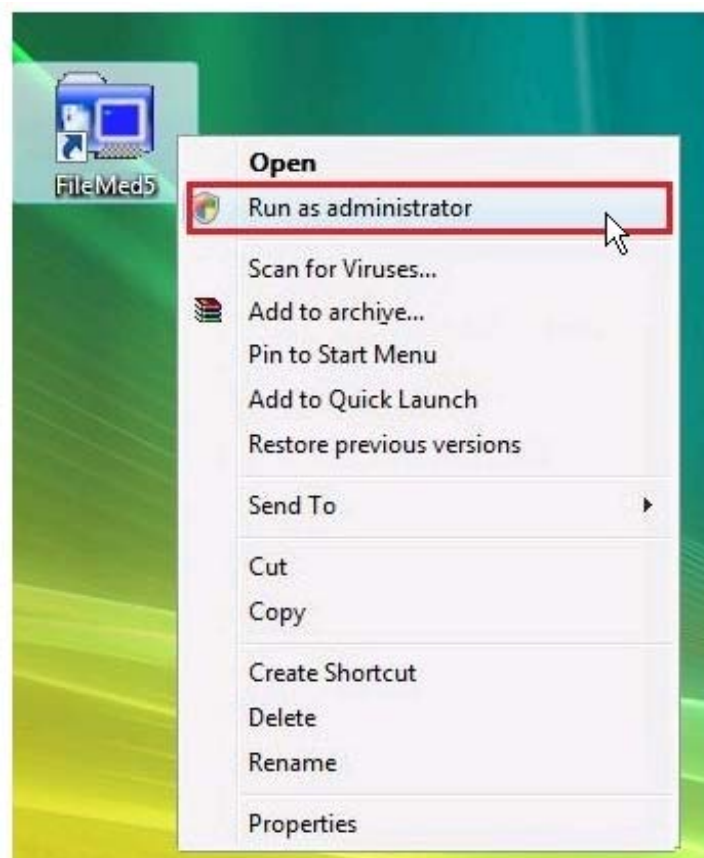 FileMed5
Open
Run as administrator
Scan for Viruses...
Add to archive...
Pin to Start Menu
Add to Quick Launch
Restore previous versions
Send To
Cut
Copy
Create Shortcut
Delete
Rename
Properties